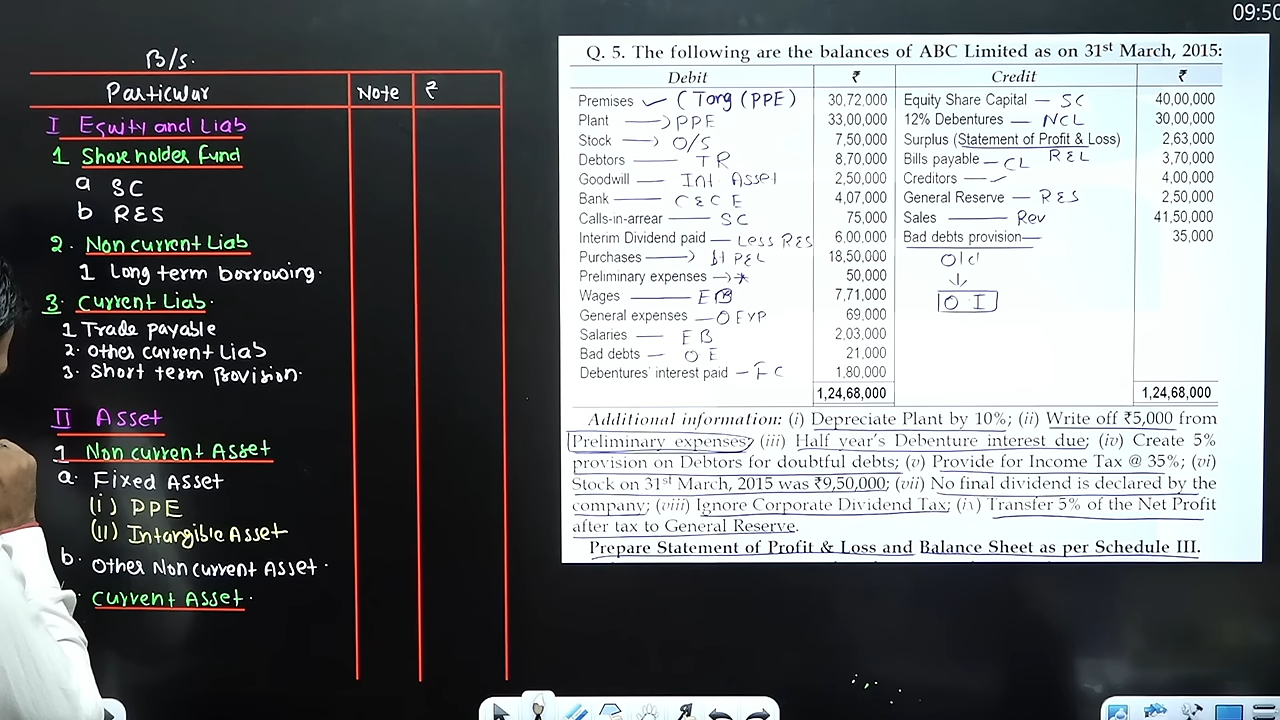 09:50
B/S.
Particular Note ₹
I Equity and Liab
1 Share holder Fund
a SC
b R&S
2. Non current Liab
1 Long term borrowing.
3. Current Liab.
1 Trade payable
2. Other current Liab
3. Short term Provision.
II Asset
1 Non current Asset
a. Fixed Asset
(i) PPE
(ii) Intangible Asset
b. Other Non current Asset.
Current Asset.
Q. 5. The following are the balances of ABC Limited as on 31st March, 2015:
Debit ₹ Credit ₹
Premises (Tang (PPE) 30,72,000 Equity Share Capital — SC 40,00,000
Plant → PPE 33,00,000 12% Debentures — NCL 30,00,000
Stock → O/S 7,50,000 Surplus (Statement of Profit & Loss) 2,63,000
Debtors — TR 8,70,000 Bills payable — CL R&L 3,70,000
Goodwill — Int. Asset 2,50,000 Creditors — 4,00,000
Bank — C&CE 4,07,000 General Reserve — R&S 2,50,000
Calls-in-arrear — SC 75,000 Sales — Rev 41,50,000
Interim Dividend paid — Less R&S 6,00,000 Bad debts provision— 35,000
Purchases → P&L 18,50,000 Old
Preliminary expenses → * 50,000 ↓
Wages — EB 7,71,000 O I
General expenses — O EXP 69,000
Salaries — EB 2,03,000
Bad debts — OE 21,000
Debentures' interest paid — FC 1,80,000
1,24,68,000 1,24,68,000
Additional information: (i) Depreciate Plant by 10%; (ii) Write off ₹5,000 from
Preliminary expenses; (iii) Half year's Debenture interest due; (iv) Create 5%
provision on Debtors for doubtful debts; (v) Provide for Income Tax @ 35%; (vi)
Stock on 31st March, 2015 was ₹9,50,000; (vii) No final dividend is declared by the
company; (viii) Ignore Corporate Dividend Tax; (ix) Transfer 5% of the Net Profit
after tax to General Reserve.
Prepare Statement of Profit & Loss and Balance Sheet as per Schedule III.